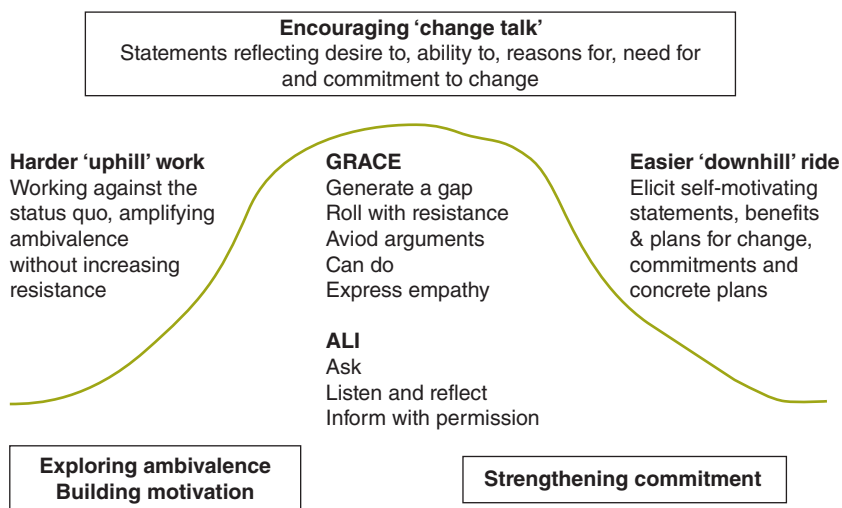 Encouraging ‘change talk’
Statements reflecting desire to, ability to, reasons for, need for
and commitment to change
Harder ‘uphill’ work
Working against the
status quo, amplifying
ambivalence
without increasing
resistance
GRACE
Generate a gap
Roll with resistance
Aviod arguments
Can do
Express empathy
ALI
Ask
Listen and reflect
Inform with permission
Easier ‘downhill’ ride
Elicit self-motivating
statements, benefits
& plans for change,
commitments and
concrete plans
Exploring ambivalence
Building motivation
Strengthening commitment